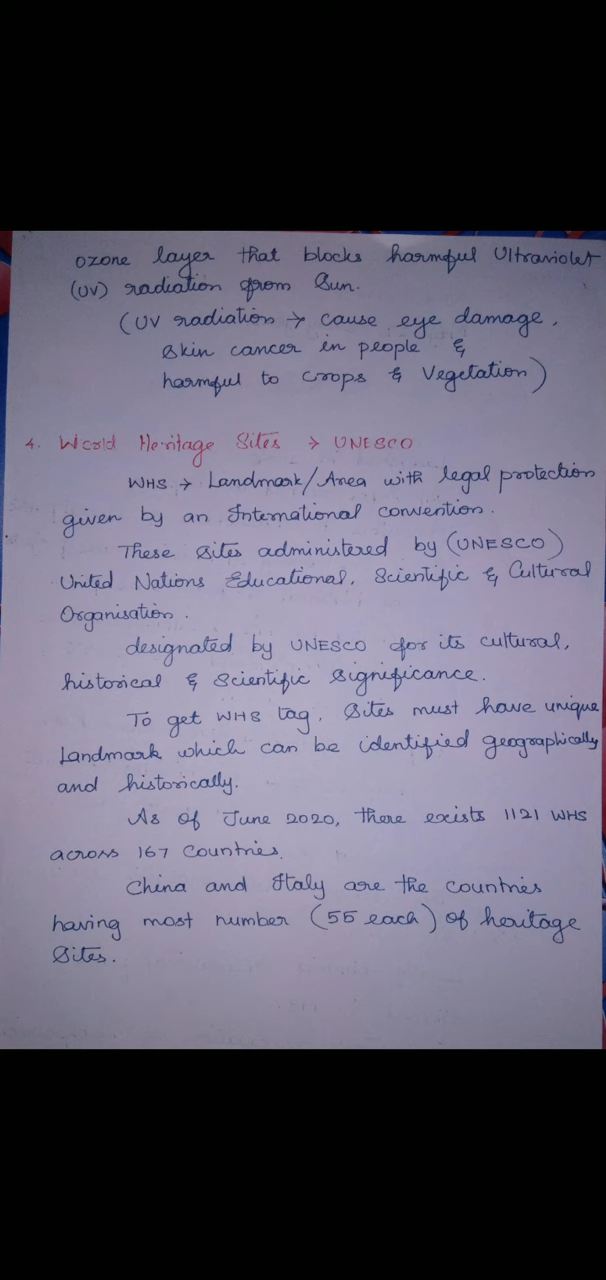 ozone layer that blocks harmful Ultraviolet
(UV) radiation from Sun.
(UV radiation → cause eye damage,
skin cancer in people &
harmful to crops & Vegetation)
4. World Heritage Sites → UNESCO
WHS → Landmark/Area with legal protection
given by an International convention.
These sites administered by (UNESCO)
United Nations Educational, Scientific & Cultural
Organisation.
designated by UNESCO for its cultural,
historical & Scientific significance.
To get WHS tag, Sites must have unique
Landmark which can be identified geographically
and historically.
As of June 2020, there exists 1121 WHS
across 167 Countries.
China and Italy are the countries
having most number (55 each) of heritage
Sites.